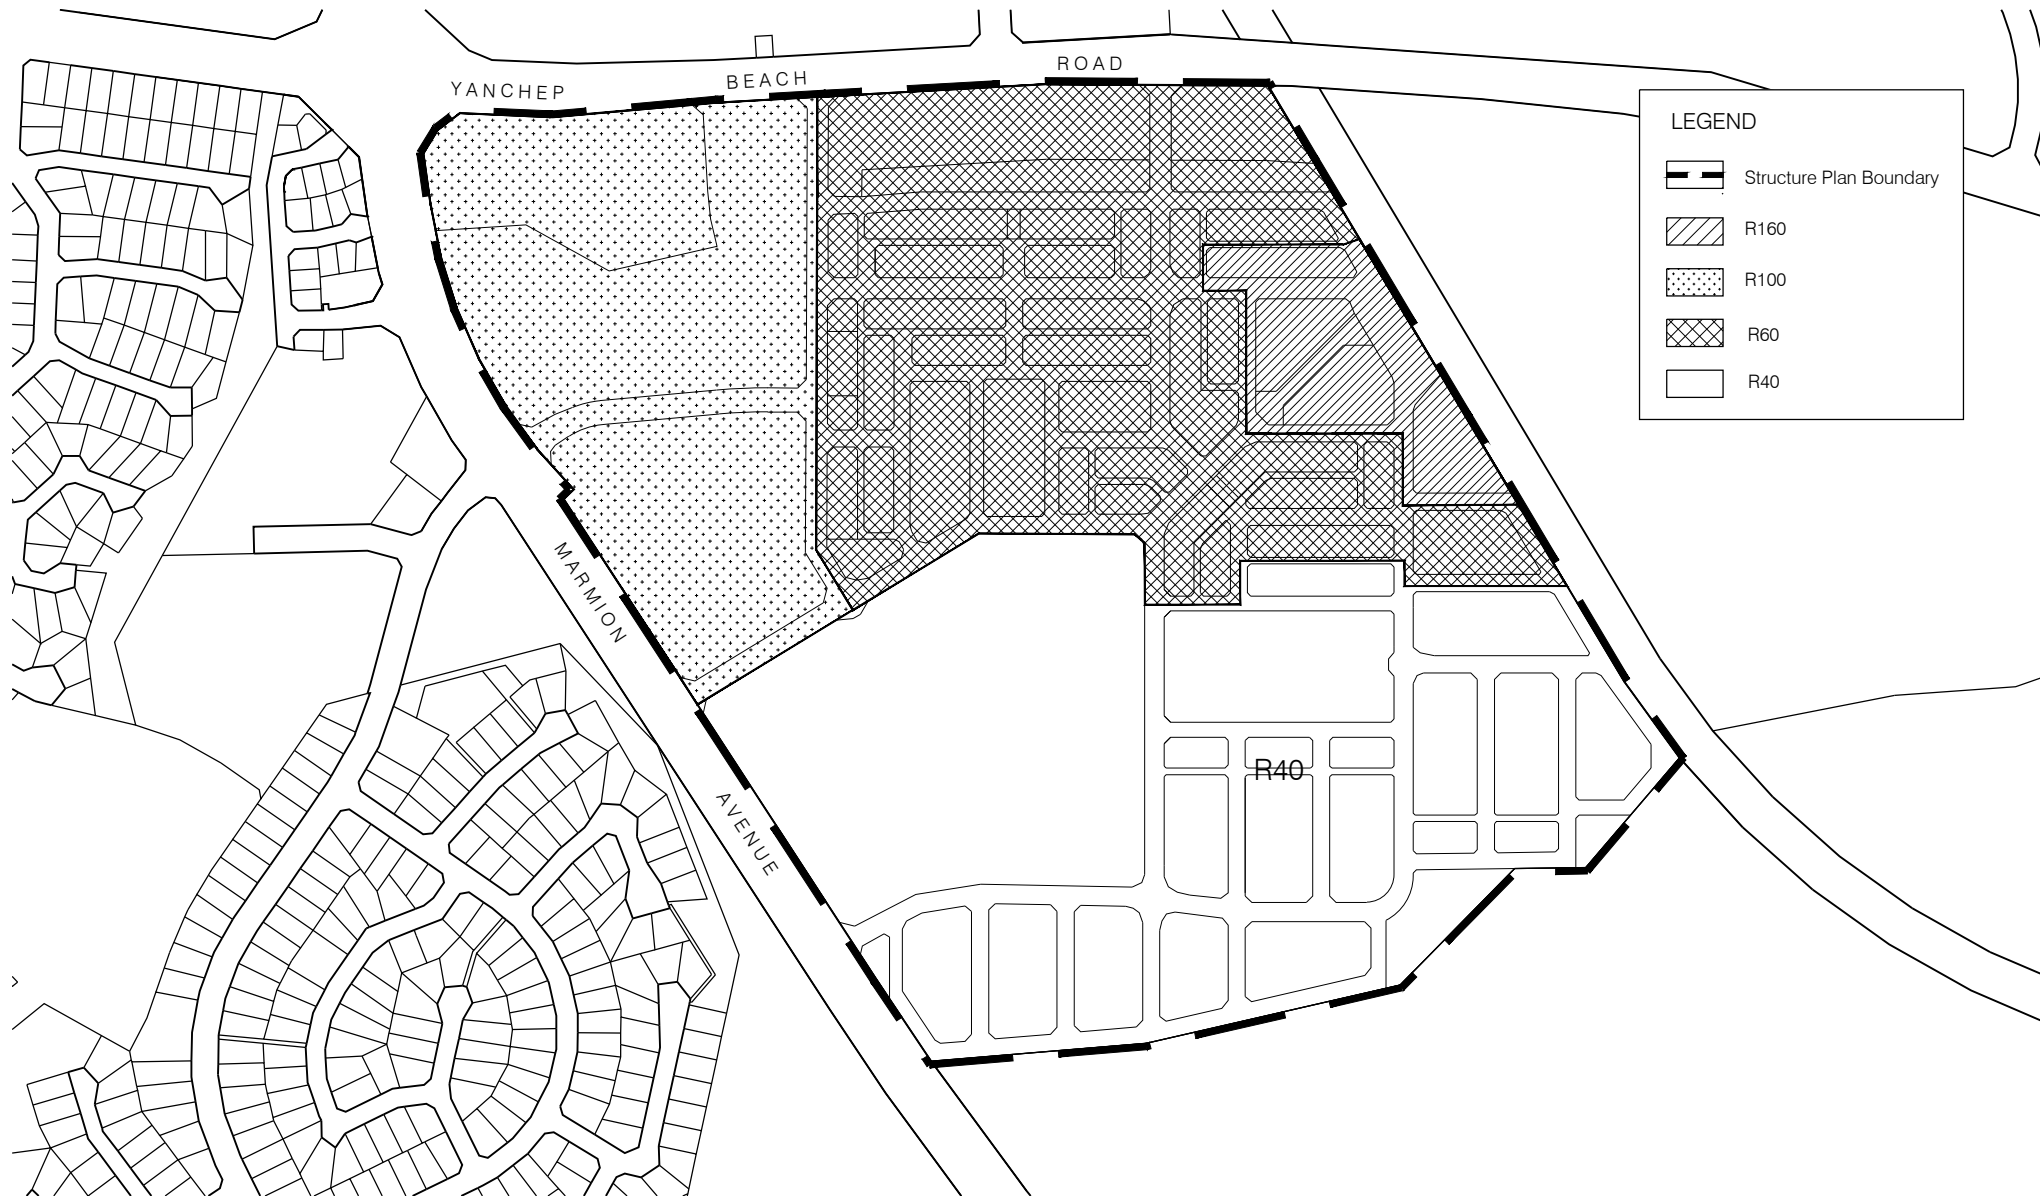 YANCHEP BEACH ROAD
LEGEND
Structure Plan Boundary
R160
R100
R60
R40
MARMION
AVENUE
R40